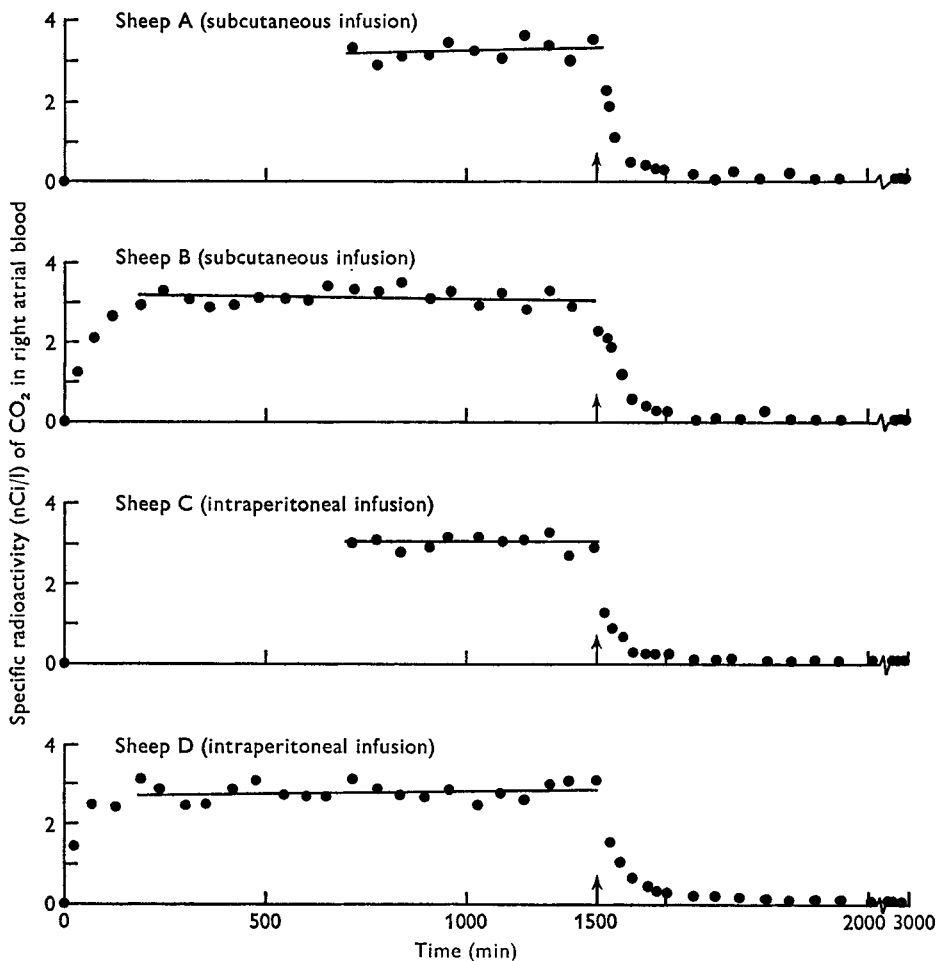 Specific radioactivity (nCi/l) of CO₂ in right atrial blood
Sheep A (subcutaneous infusion)
4
2
0
Sheep B (subcutaneous infusion)
4
2
0
Sheep C (intraperitoneal infusion)
4
2
0
Sheep D (intraperitoneal infusion)
4
2
0
0 500 1000 1500 2000 3000
Time (min)